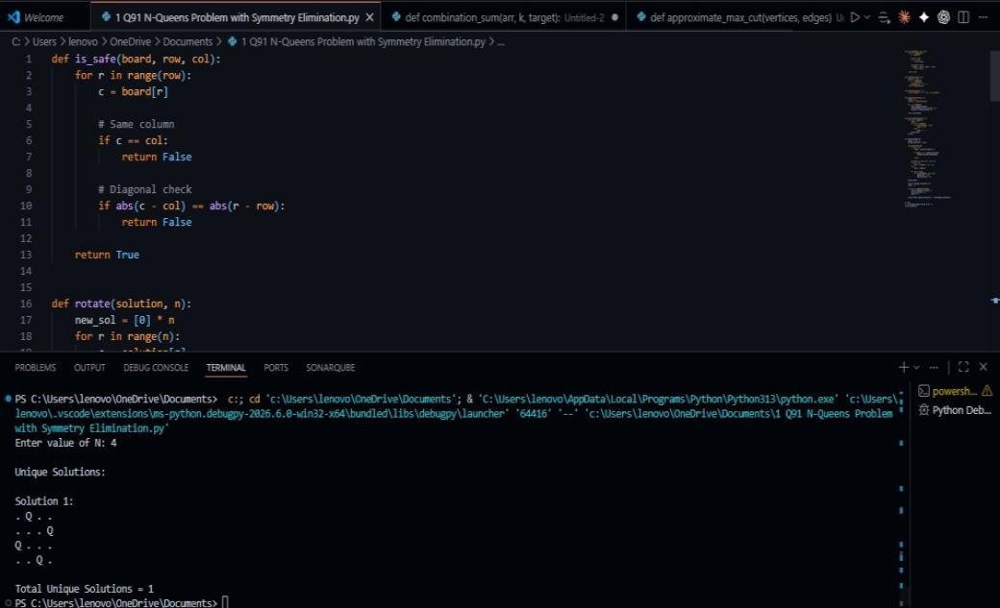 Welcome
1 Q91 N-Queens Problem with Symmetry Elimination.py
def combination_sum(arr, k, target): Untitled-2
def approximate_max_cut(vertices, edges)
C: > Users > lenovo > OneDrive > Documents > 1 Q91 N-Queens Problem with Symmetry Elimination.py > ...
1 def is_safe(board, row, col):
2     for r in range(row):
3         c = board[r]
4
5         # Same column
6         if c == col:
7             return False
8
9         # Diagonal check
10         if abs(c - col) == abs(r - row):
11             return False
12
13     return True
14
15
16 def rotate(solution, n):
17     new_sol = [0] * n
18     for r in range(n):
PROBLEMS OUTPUT DEBUG CONSOLE TERMINAL PORTS SONARQUBE
PS C:\Users\lenovo\OneDrive\Documents>  c:; cd 'c:\Users\lenovo\OneDrive\Documents'; & 'C:\Users\lenovo\AppData\Local\Programs\Python\Python313\python.exe' 'c:\Users\
lenovo\.vscode\extensions\ms-python.debugpy-2026.6.0-win32-x64\bundled\libs\debugpy\launcher' '64416' '--' 'c:\Users\lenovo\OneDrive\Documents\1 Q91 N-Queens Problem
with Symmetry Elimination.py'
Enter value of N: 4
Unique Solutions:
Solution 1:
. Q . .
. . . Q
Q . . .
. . Q .
Total Unique Solutions = 1
PS C:\Users\lenovo\OneDrive\Documents>
powersh...
Python Deb...